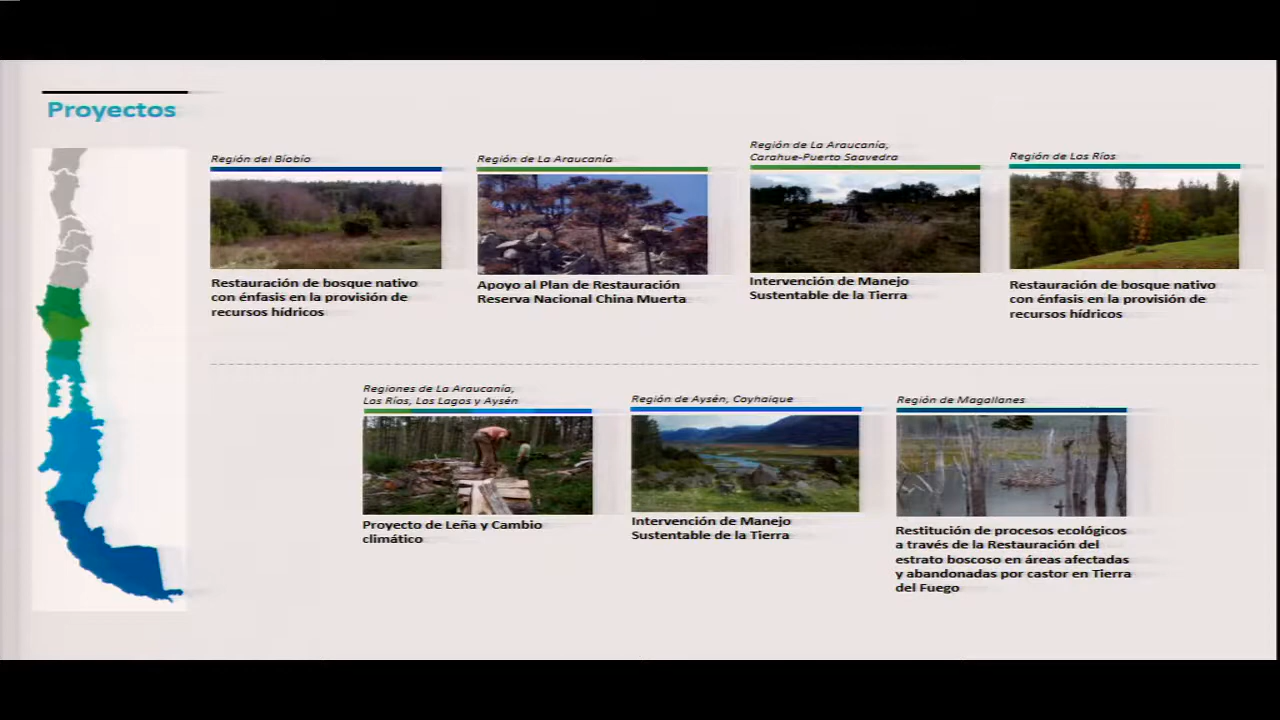 Proyectos
Región del Biobío
Restauración de bosque nativo
con énfasis en la provisión de
recursos hídricos
Región de La Araucanía
Apoyo al Plan de Restauración
Reserva Nacional China Muerta
Región de La Araucanía,
Carahue-Puerto Saavedra
Intervención de Manejo
Sustentable de la Tierra
Región de Los Ríos
Restauración de bosque nativo
con énfasis en la provisión de
recursos hídricos
Regiones de La Araucanía,
Los Ríos, Los Lagos y Aysén
Proyecto de Leña y Cambio
climático
Región de Aysén, Coyhaique
Intervención de Manejo
Sustentable de la Tierra
Región de Magallanes
Restitución de procesos ecológicos
a través de la Restauración del
estrato boscoso en áreas afectadas
y abandonadas por castor en Tierra
del Fuego